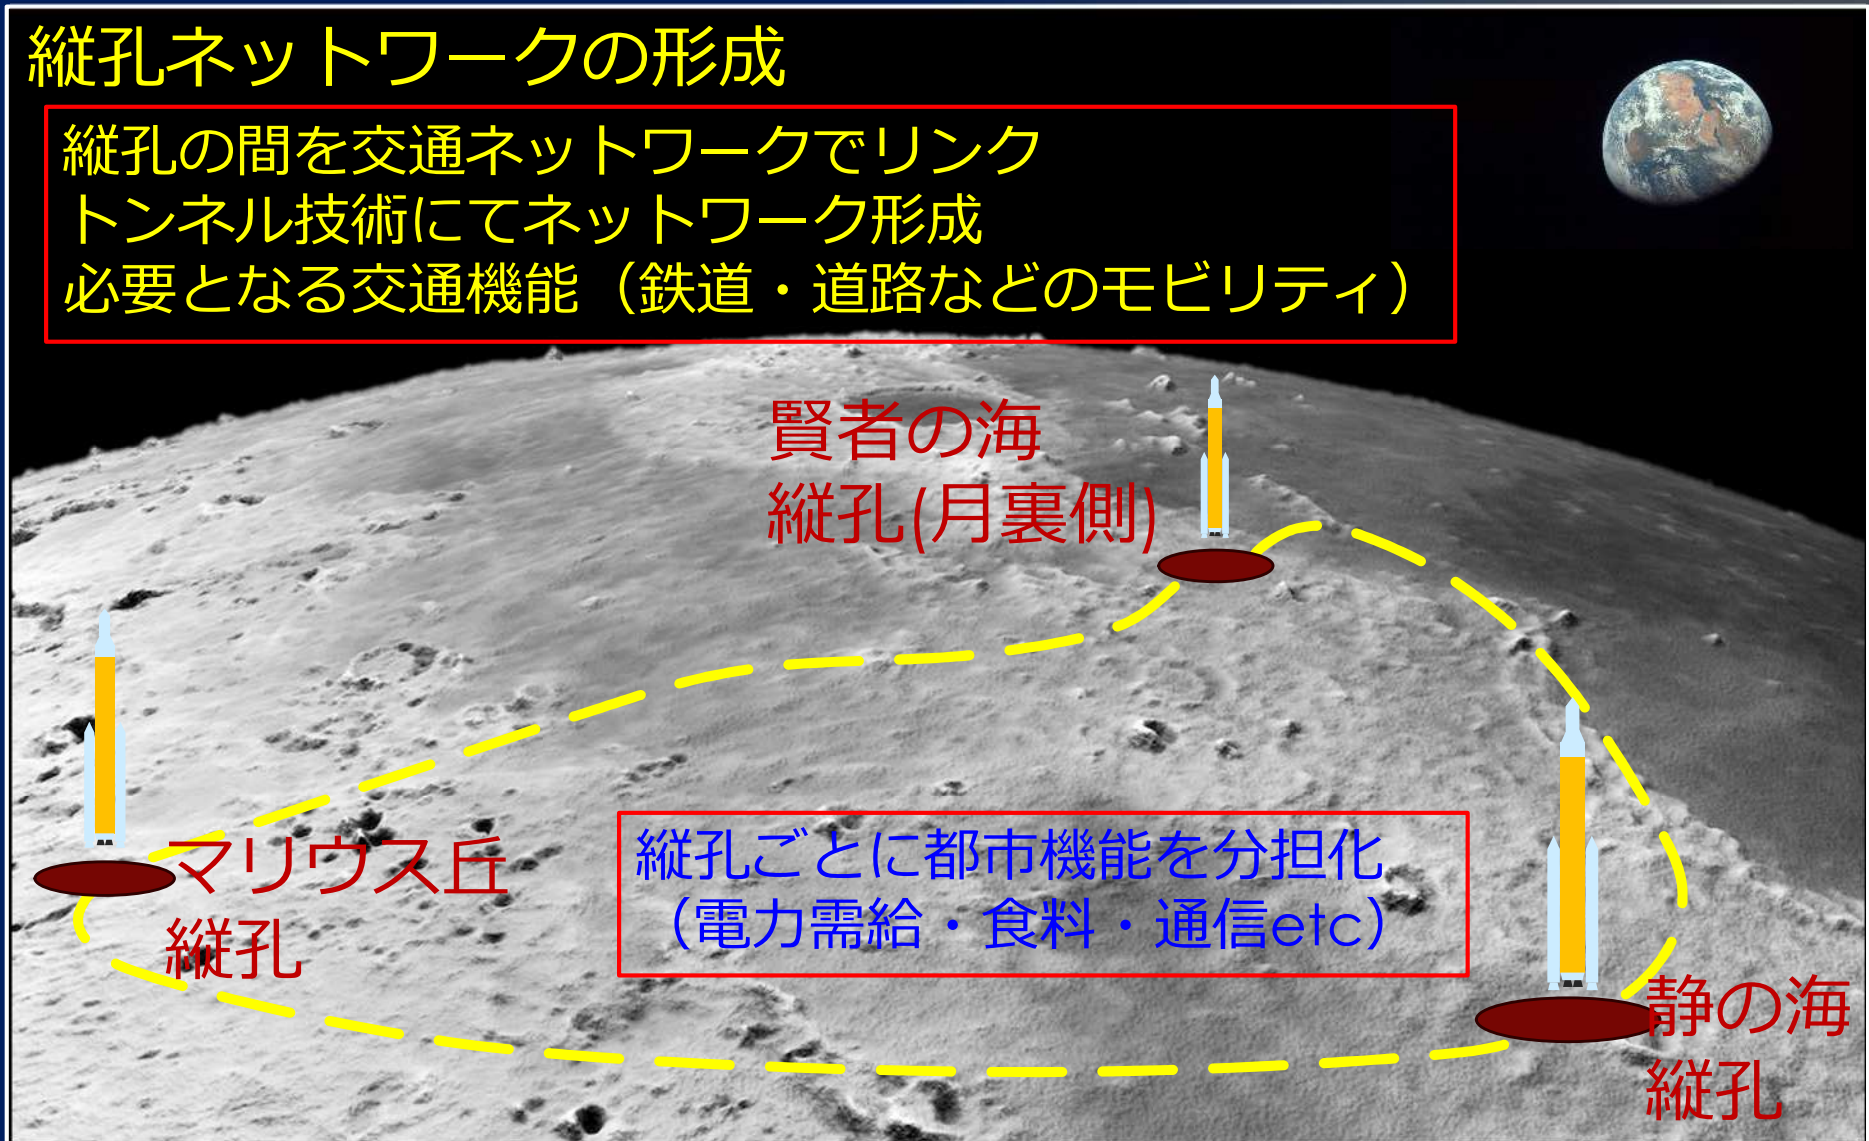 縦孔ネットワークの形成
縦孔の間を交通ネットワークでリンク
トンネル技術にてネットワーク形成
必要となる交通機能（鉄道・道路などのモビリティ）
賢者の海
縦孔(月裏側)
マリウス丘
縦孔
縦孔ごとに都市機能を分担化
（電力需給・食料・通信etc）
静の海
縦孔